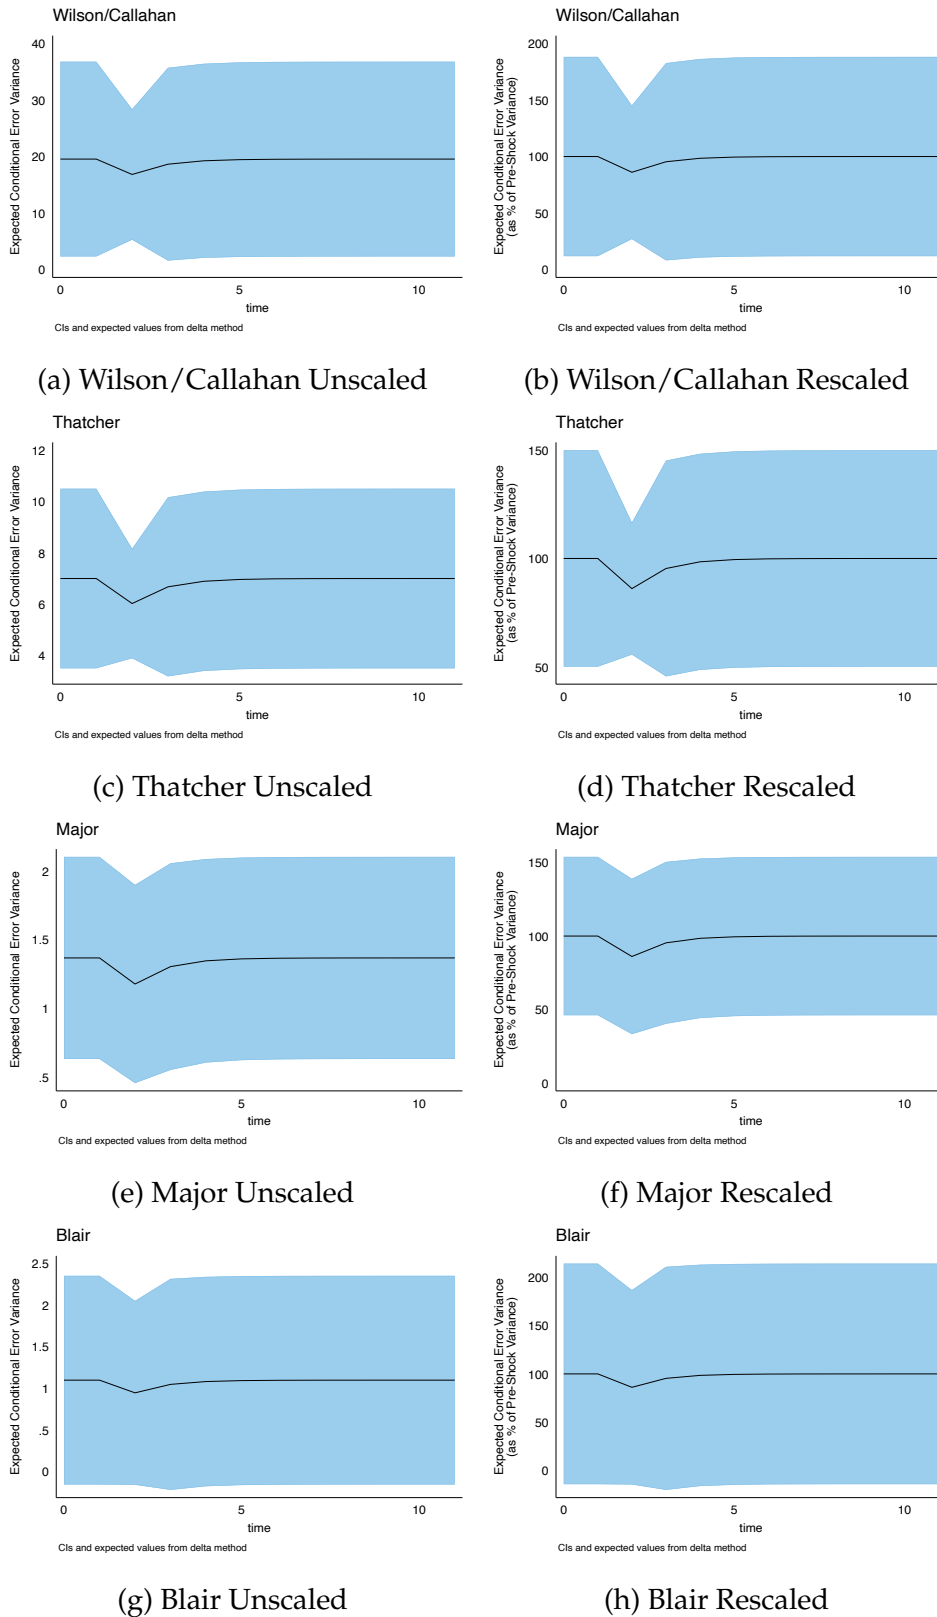 Wilson/Callahan
Expected Conditional Error Variance
40
30
20
10
0
0 5 10
time
CIs and expected values from delta method
(a) Wilson/Callahan Unscaled
Wilson/Callahan
Expected Conditional Error Variance
(as % of Pre-Shock Variance)
200
150
100
50
0
0 5 10
time
CIs and expected values from delta method
(b) Wilson/Callahan Rescaled
Thatcher
Expected Conditional Error Variance
12
10
8
6
4
0 5 10
time
CIs and expected values from delta method
(c) Thatcher Unscaled
Thatcher
Expected Conditional Error Variance
(as % of Pre-Shock Variance)
150
100
50
0 5 10
time
CIs and expected values from delta method
(d) Thatcher Rescaled
Major
Expected Conditional Error Variance
2
1.5
1
.5
0 5 10
time
CIs and expected values from delta method
(e) Major Unscaled
Major
Expected Conditional Error Variance
(as % of Pre-Shock Variance)
150
100
50
0
0 5 10
time
CIs and expected values from delta method
(f) Major Rescaled
Blair
Expected Conditional Error Variance
2.5
2
1.5
1
.5
0
0 5 10
time
CIs and expected values from delta method
(g) Blair Unscaled
Blair
Expected Conditional Error Variance
(as % of Pre-Shock Variance)
200
150
100
50
0
0 5 10
time
CIs and expected values from delta method
(h) Blair Rescaled